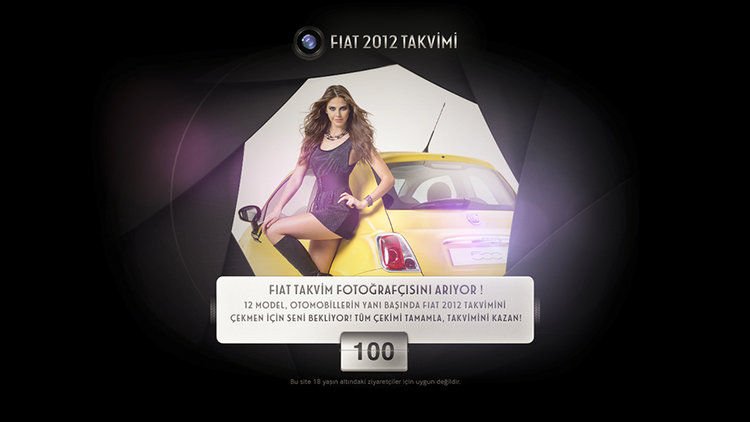 FIAT 2012 TAKVİMİ
500
FIAT TAKVİM FOTOĞRAFÇISINI ARIYOR !
12 MODEL, OTOMOBİLLERİN YANI BAŞINDA FIAT 2012 TAKVİMİNİ
ÇEKMEN İÇİN SENİ BEKLİYOR! TÜM ÇEKİMİ TAMAMLA, TAKVİMİNİ KAZAN!
100
Bu site 18 yaşın altındaki ziyaretçiler için uygun değildir.